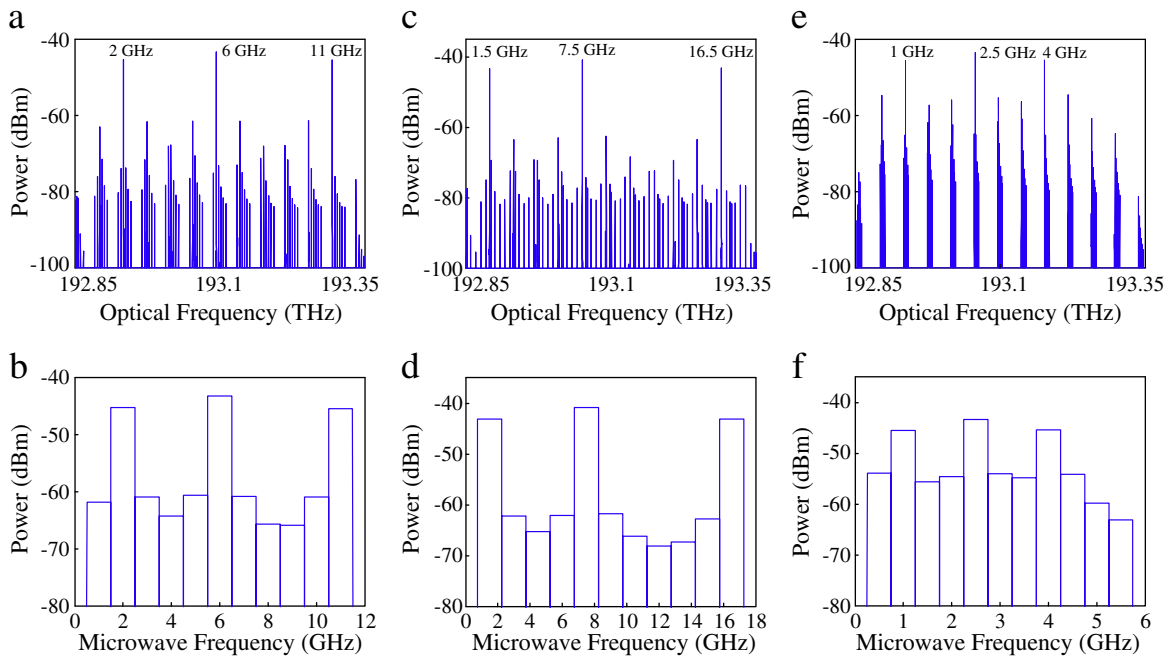 a
2 GHz 6 GHz 11 GHz
-40
-60
-80
-100
Power (dBm)
192.85 193.1 193.35
Optical Frequency (THz)
c
1.5 GHz 7.5 GHz 16.5 GHz
-40
-60
-80
-100
Power (dBm)
192.85 193.1 193.35
Optical Frequency (THz)
e
1 GHz 2.5 GHz 4 GHz
-40
-60
-80
-100
Power (dBm)
192.85 193.1 193.35
Optical Frequency (THz)
b
-40
-50
-60
-70
-80
Power (dBm)
0 2 4 6 8 10 12
Microwave Frequency (GHz)
d
-40
-50
-60
-70
-80
Power (dBm)
0 2 4 6 8 10 12 14 16 18
Microwave Frequency (GHz)
f
-40
-50
-60
-70
-80
Power (dBm)
0 1 2 3 4 5 6
Microwave Frequency (GHz)